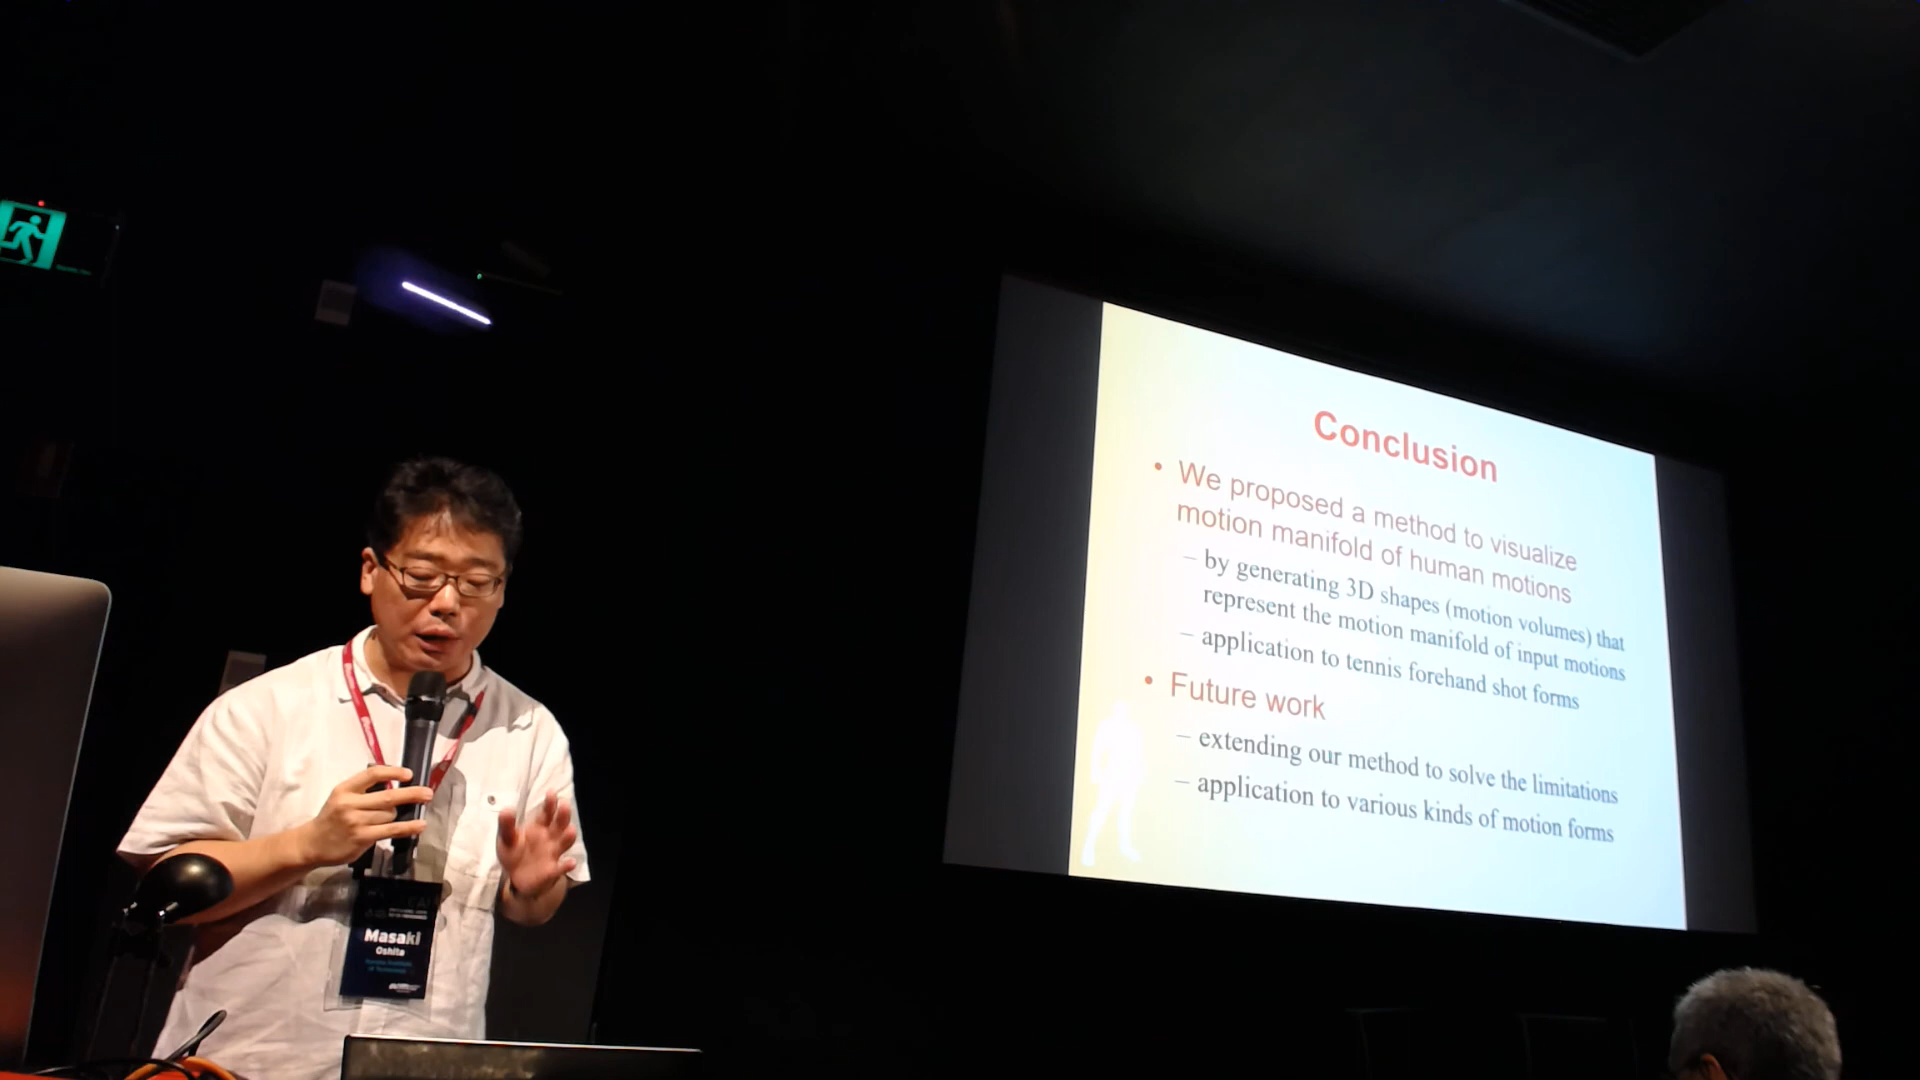 Conclusion
• We proposed a method to visualize
motion manifold of human motions
– by generating 3D shapes (motion volumes) that
represent the motion manifold of input motions
– application to tennis forehand shot forms
• Future work
– extending our method to solve the limitations
– application to various kinds of motion forms
Masaki
Oshita